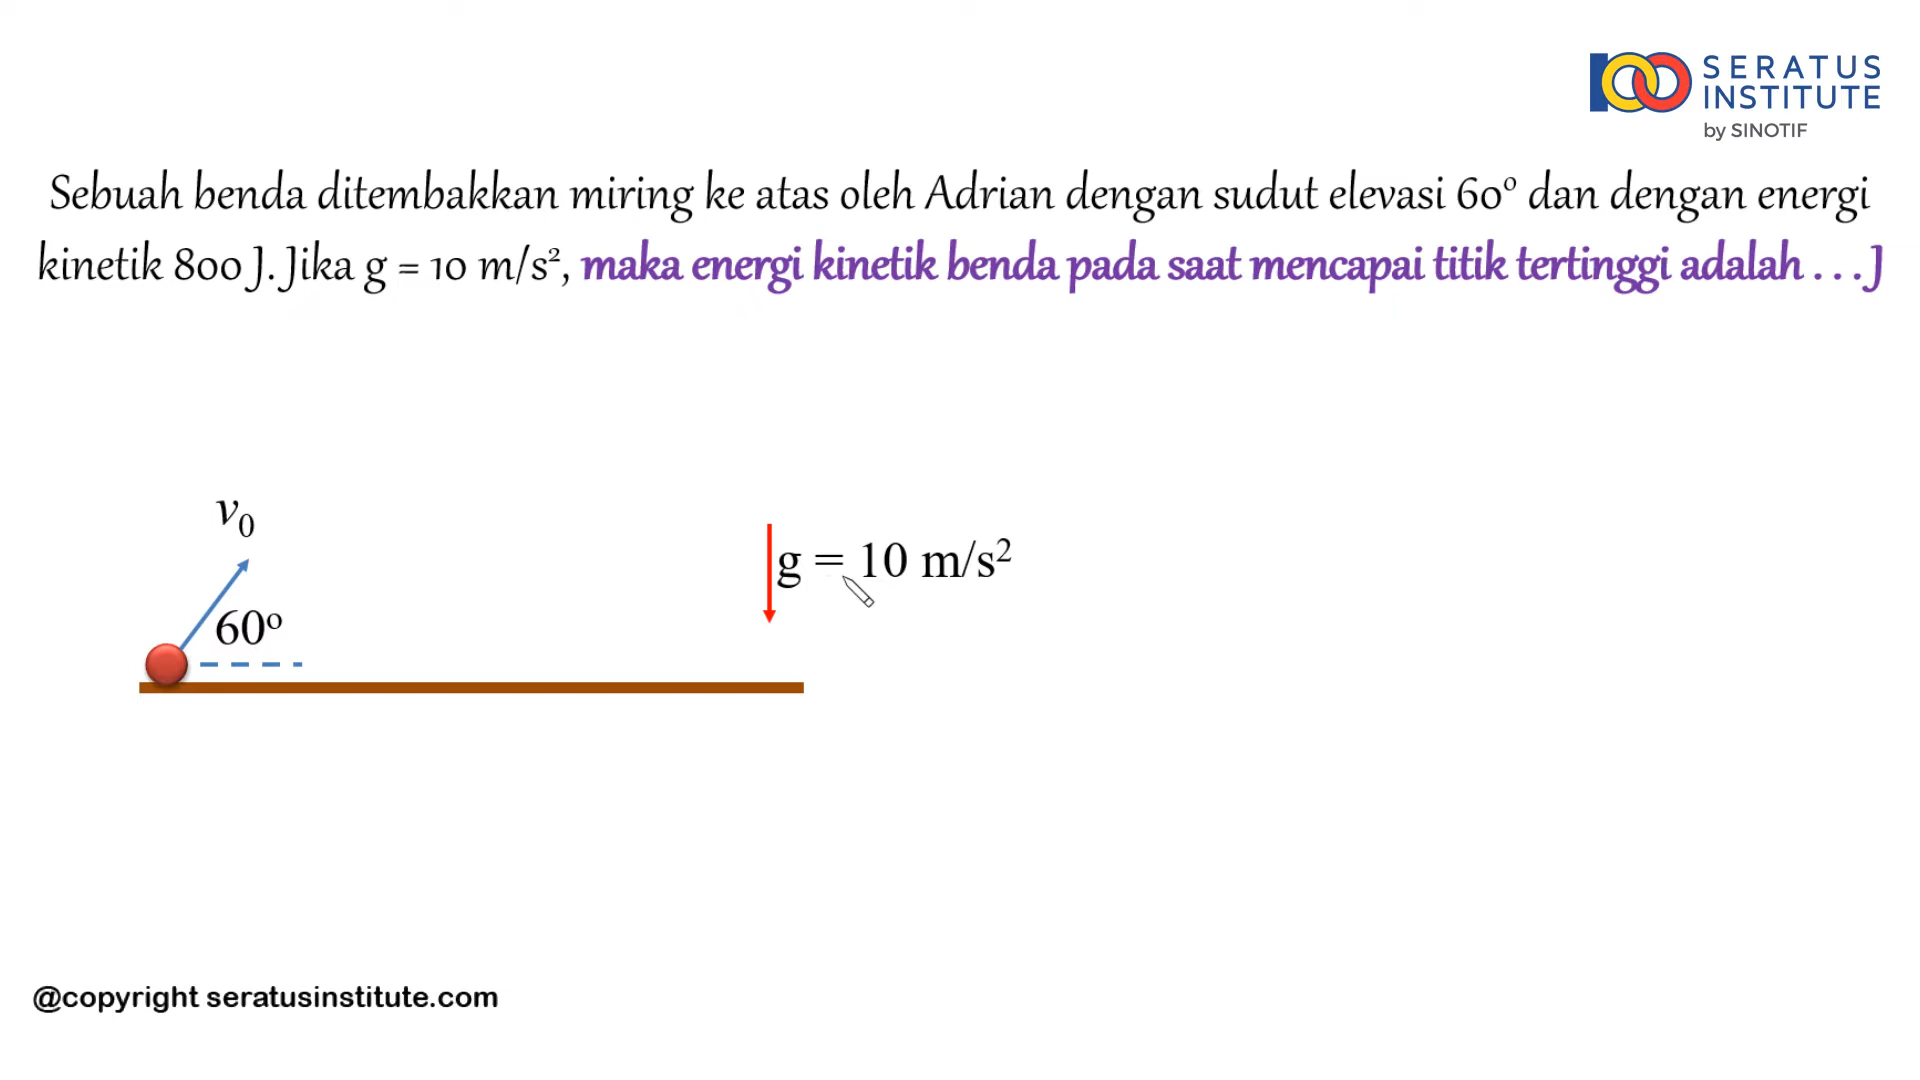 SERATUS
INSTITUTE
by SINOTIF
Sebuah benda ditembakkan miring ke atas oleh Adrian dengan sudut elevasi 60⁰ dan dengan energi
kinetik 800 J. Jika g = 10 m/s², maka energi kinetik benda pada saat mencapai titik tertinggi adalah . . . J
v₀
g = 10 m/s²
60ᵒ
@copyright seratusinstitute.com